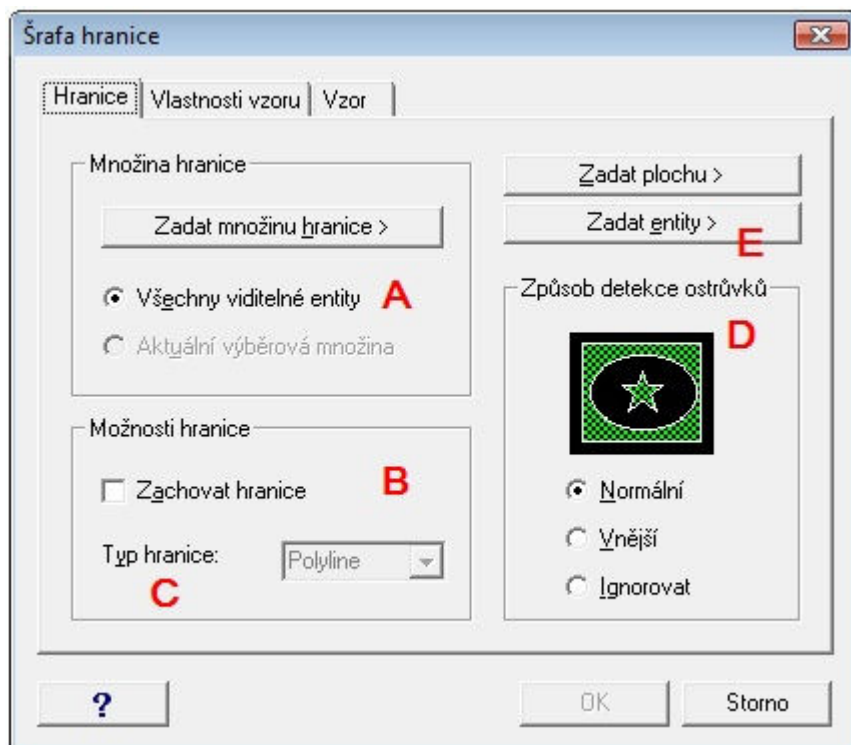 Šrafa hranice
Hranice
Vlastnosti vzoru
Vzor
Množina hranice
Zadat množinu hranice >
Všechny viditelné entity
A
Aktuální výběrová množina
Možnosti hranice
Zachovat hranice
B
Typ hranice:
Polyline
C
Zadat plochu >
Zadat entity >
E
Způsob detekce ostrůvků
D
Normální
Vnější
Ignorovat
?
OK
Storno